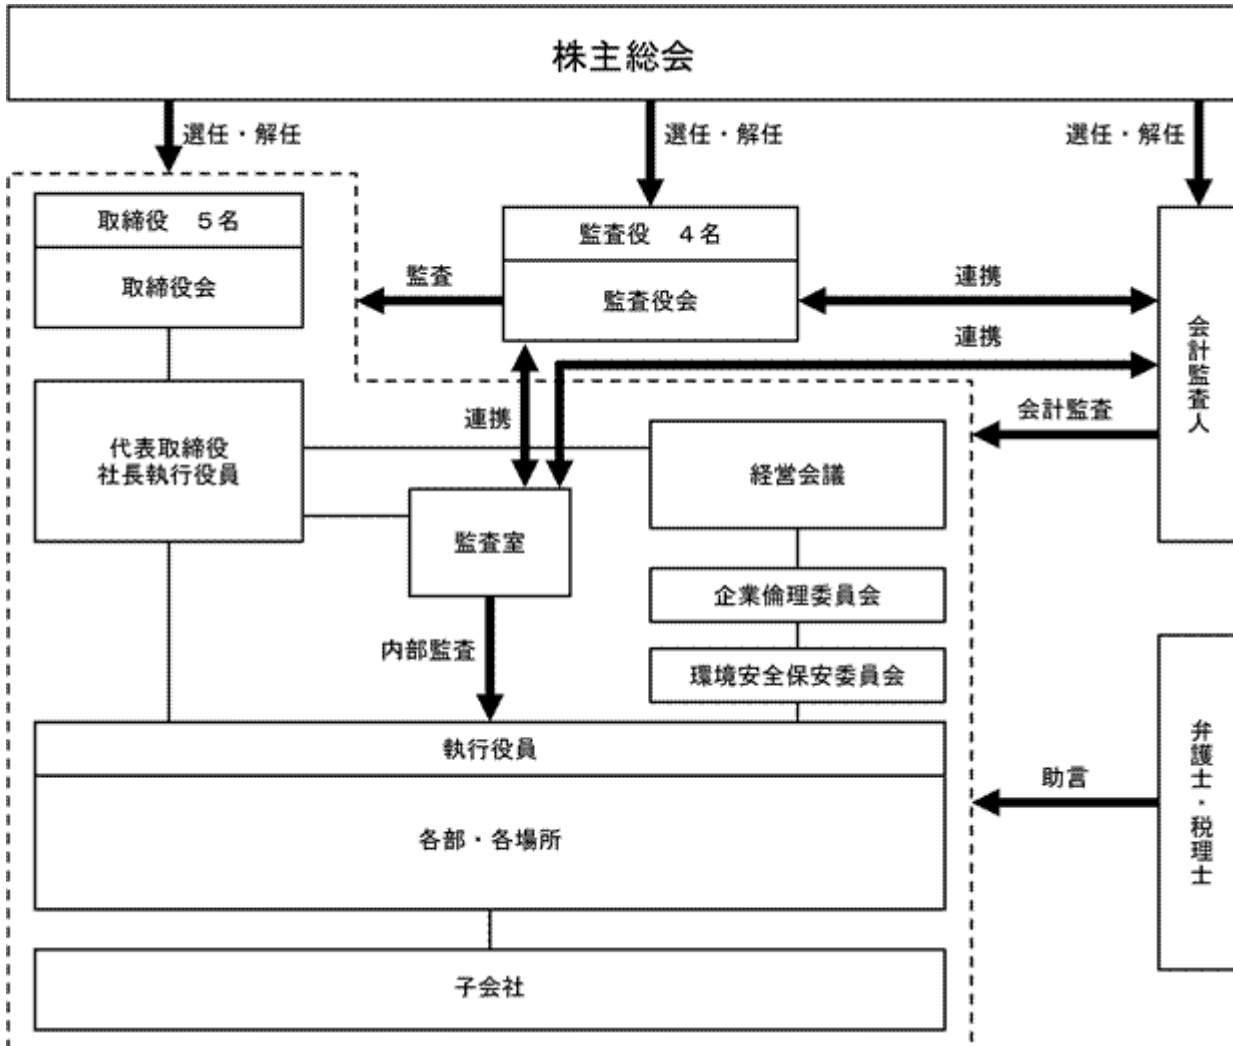 株主総会
選任・解任
選任・解任
選任・解任
取締役　５名
取締役会
監査役　４名
監査役会
監査
連携
連携
会計監査人
会計監査
代表取締役
社長執行役員
連携
経営会議
監査室
企業倫理委員会
内部監査
環境安全保安委員会
執行役員
各部・各場所
助言
弁護士・税理士
子会社